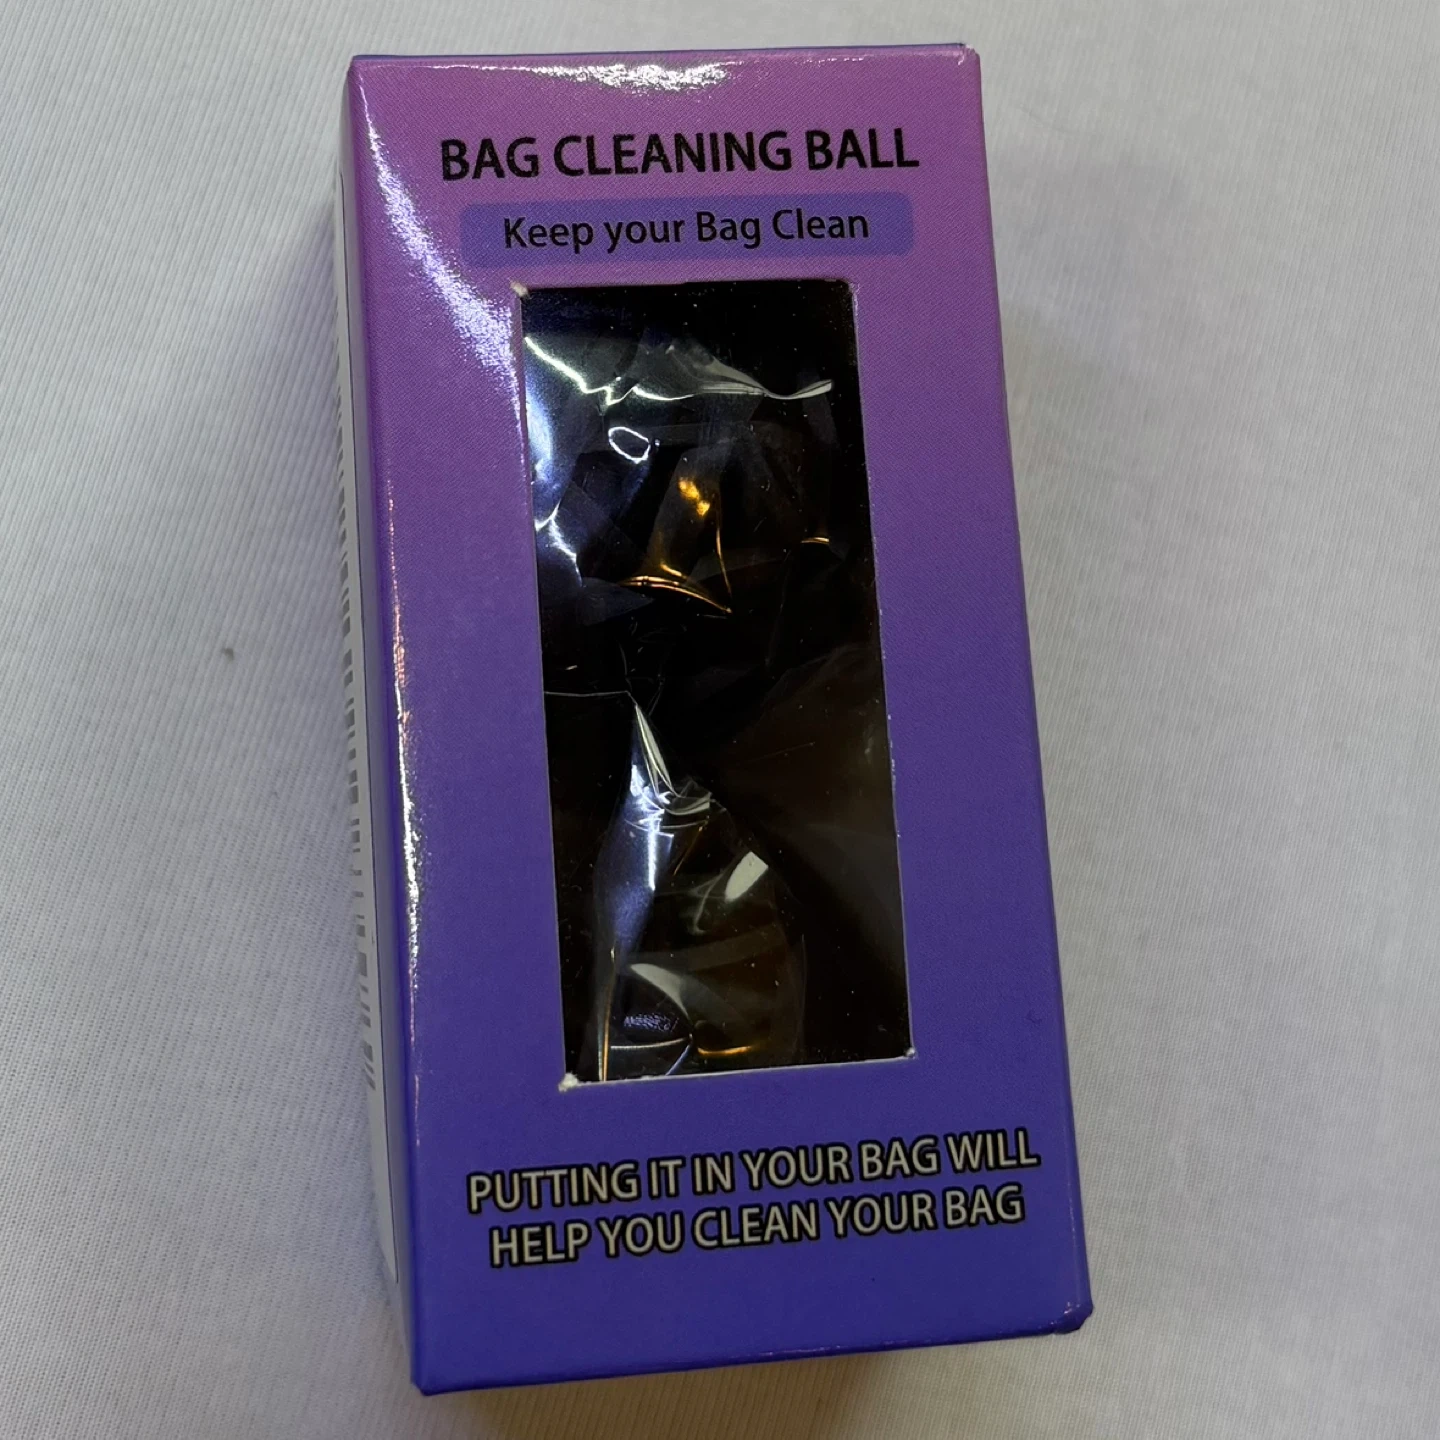 BAG CLEANING BALL
Keep your Bag Clean
PUTTING IT IN YOUR BAG WILL
HELP YOU CLEAN YOUR BAG